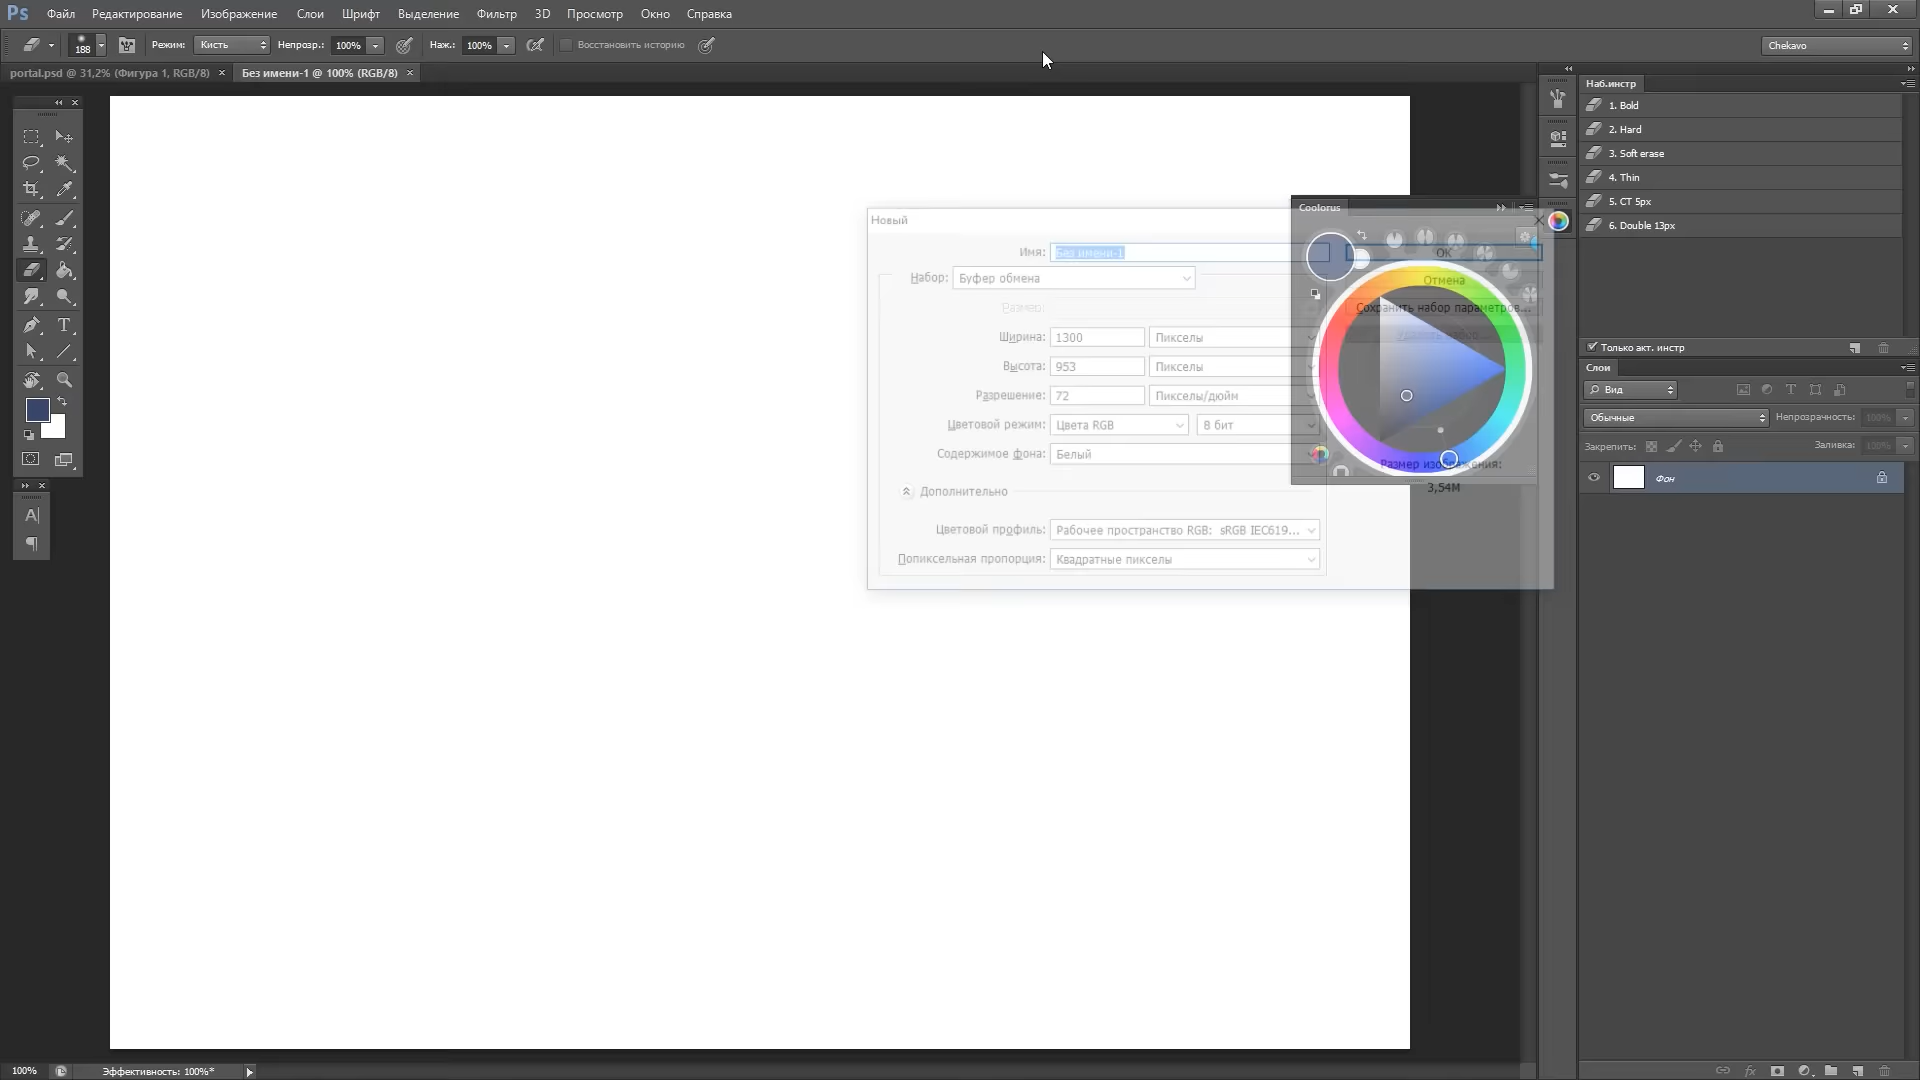 Ps Файл Редактирование Изображение Слои Шрифт Выделение Фильтр 3D Просмотр Окно Справка
188 Режим: Кисть Непрозр.: 100% Наж.: 100% Восстановить историю Chekavo
portal.psd @ 31,2% (Фигура 1, RGB/8) × Без имени-1 @ 100% (RGB/8) ×
Наб.инстр
1. Bold
2. Hard
3. Soft erase
4. Thin
5. CT 5px
6. Double 13px
Только акт. инстр
Слои
Вид
Обычные Непрозрачность: 100%
Закрепить: Заливка: 100%
Фон
Coolorus
Новый
Имя: Без имени-1
OK
Набор: Буфер обмена
Отмена
Размер:
Сохранить набор параметров...
Ширина: 1300 Пикселы
Высота: 953 Пикселы
Разрешение: 72 Пикселы/дюйм
Цветовой режим: Цвета RGB 8 бит
Содержимое фона: Белый
Размер изображения:
3,54M
Дополнительно
Цветовой профиль: Рабочее пространство RGB: sRGB IEC619...
Попиксельная пропорция: Квадратные пикселы
100% Эффективность: 100%*